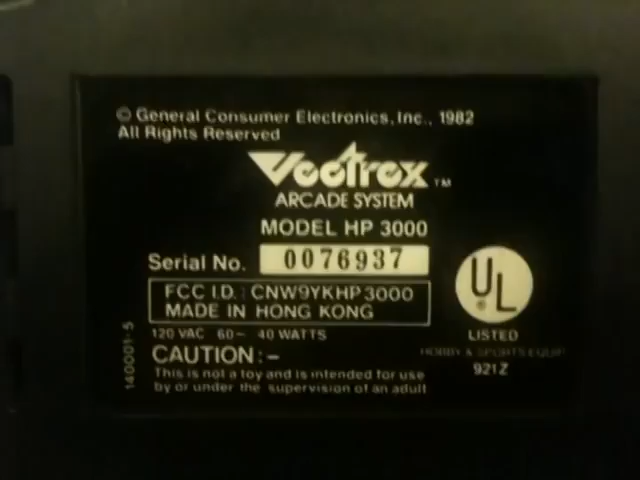 © General Consumer Electronics, Inc., 1982
All Rights Reserved
Vectrex ™
ARCADE SYSTEM
MODEL HP 3000
Serial No. 0076937
FCC I.D.: CNW9YKHP3000
MADE IN HONG KONG
120 VAC 60~ 40 WATTS
CAUTION:-
This is not a toy and is intended for use
by or under the supervision of an adult
140001-5
UL ®
LISTED
HOBBY & SPORTS EQUIP
921Z